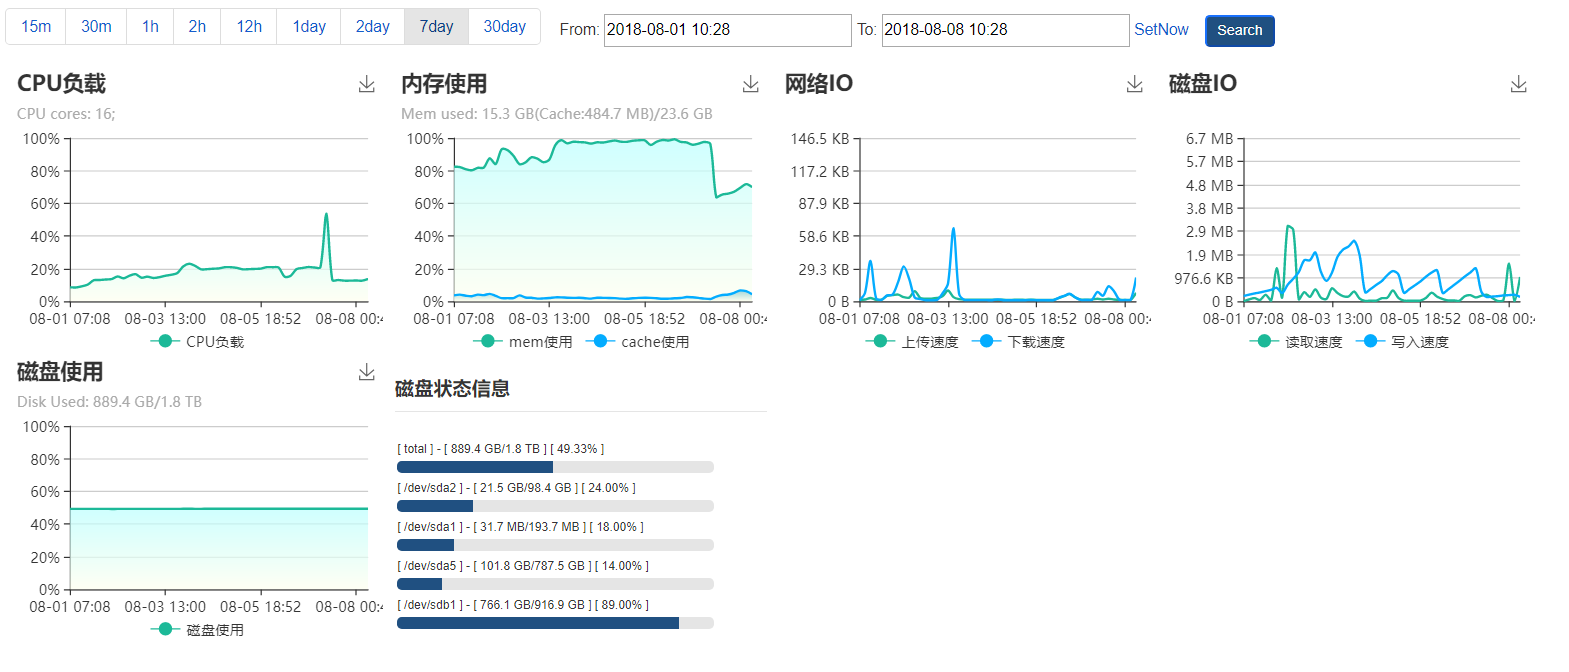 15m 30m 1h 2h 12h 1day 2day 7day 30day From: 2018-08-01 10:28 To: 2018-08-08 10:28 SetNow Search
CPU负载
CPU cores: 16;
100%
80%
60%
40%
20%
0%
08-01 07:08 08-03 13:00 08-05 18:52 08-08 00:4
CPU负载
内存使用
Mem used: 15.3 GB(Cache:484.7 MB)/23.6 GB
100%
80%
60%
40%
20%
0%
08-01 07:08 08-03 13:00 08-05 18:52 08-08 00:4
mem使用 cache使用
网络IO
146.5 KB
117.2 KB
87.9 KB
58.6 KB
29.3 KB
0 B
08-01 07:08 08-03 13:00 08-05 18:52 08-08 00:
上传速度 下载速度
磁盘IO
6.7 MB
5.7 MB
4.8 MB
3.8 MB
2.9 MB
1.9 MB
976.6 KB
0 B
08-01 07:08 08-03 13:00 08-05 18:52 08-08 00:4
读取速度 写入速度
磁盘使用
Disk Used: 889.4 GB/1.8 TB
100%
80%
60%
40%
20%
0%
08-01 07:08 08-03 13:00 08-05 18:52 08-08 00:4
磁盘使用
磁盘状态信息
[ total ] - [ 889.4 GB/1.8 TB ] [ 49.33% ]
[ /dev/sda2 ] - [ 21.5 GB/98.4 GB ] [ 24.00% ]
[ /dev/sda1 ] - [ 31.7 MB/193.7 MB ] [ 18.00% ]
[ /dev/sda5 ] - [ 101.8 GB/787.5 GB ] [ 14.00% ]
[ /dev/sdb1 ] - [ 766.1 GB/916.9 GB ] [ 89.00% ]